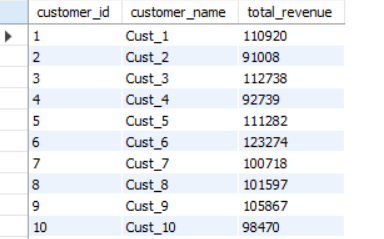 customer_id customer_name total_revenue
1 Cust_1 110920
2 Cust_2 91008
3 Cust_3 112738
4 Cust_4 92739
5 Cust_5 111282
6 Cust_6 123274
7 Cust_7 100718
8 Cust_8 101597
9 Cust_9 105867
10 Cust_10 98470